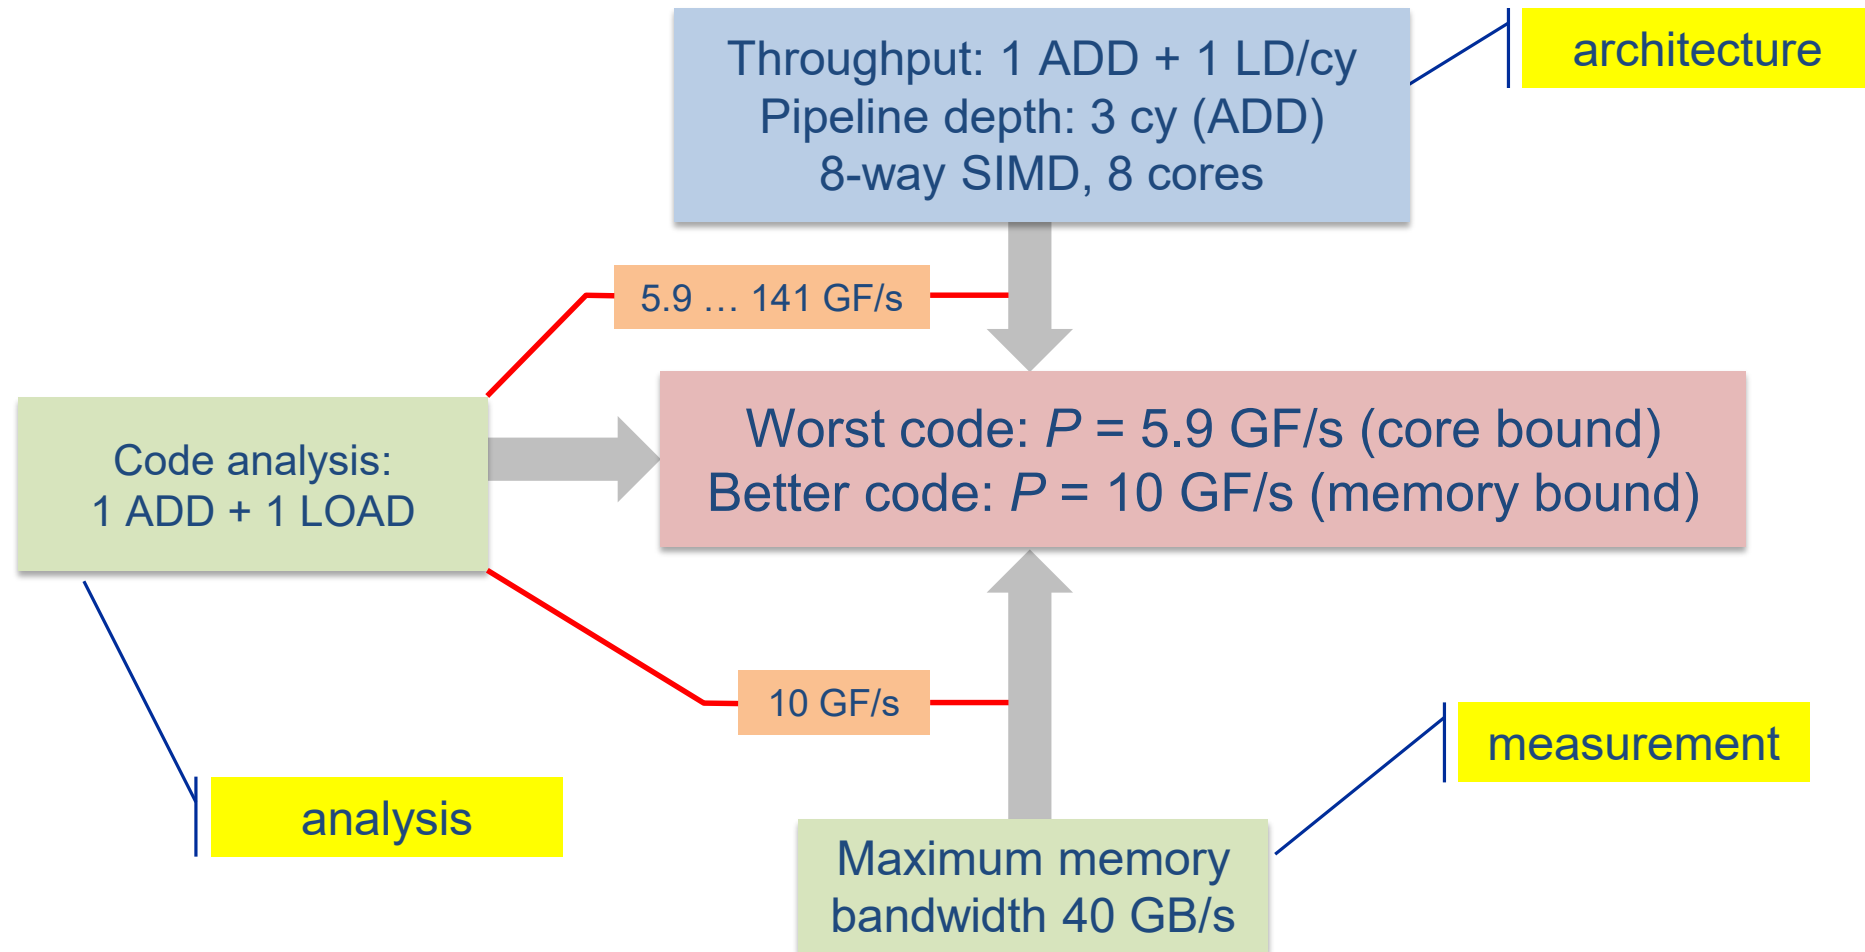 Throughput: 1 ADD + 1 LD/cy
Pipeline depth: 3 cy (ADD)
8-way SIMD, 8 cores
architecture
5.9 … 141 GF/s
Code analysis:
1 ADD + 1 LOAD
Worst code: P = 5.9 GF/s (core bound)
Better code: P = 10 GF/s (memory bound)
10 GF/s
measurement
analysis
Maximum memory
bandwidth 40 GB/s